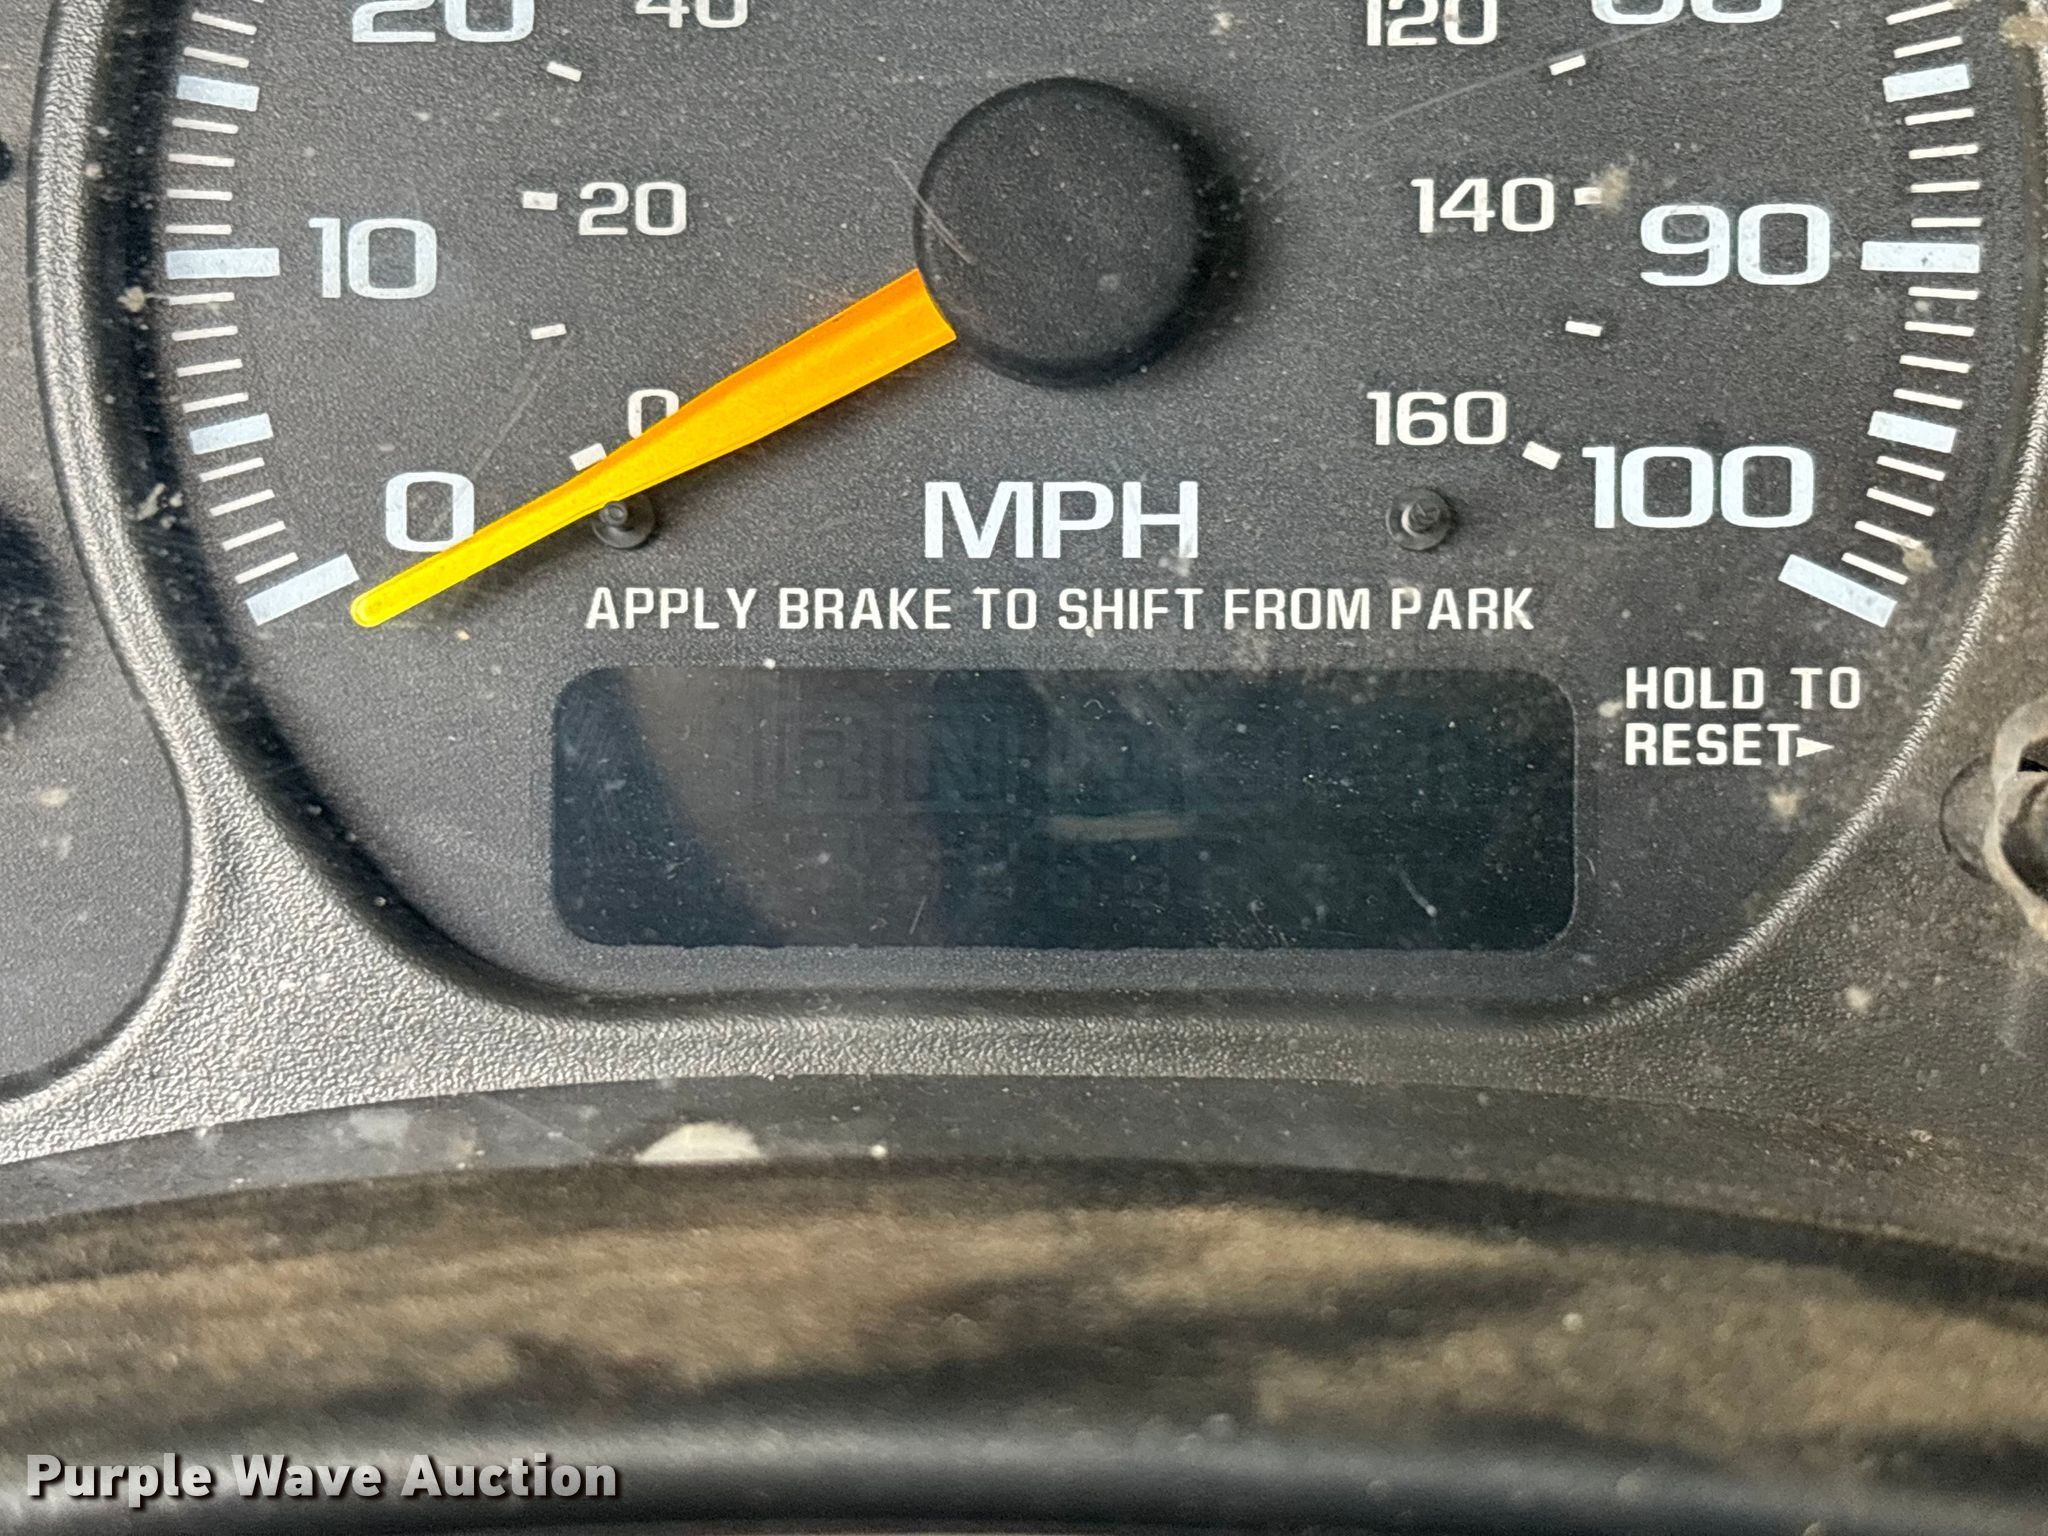 20 40 120
20 140
10 90
0 160
0 100
MPH
APPLY BRAKE TO SHIFT FROM PARK
HOLD TO
RESET
Purple Wave Auction